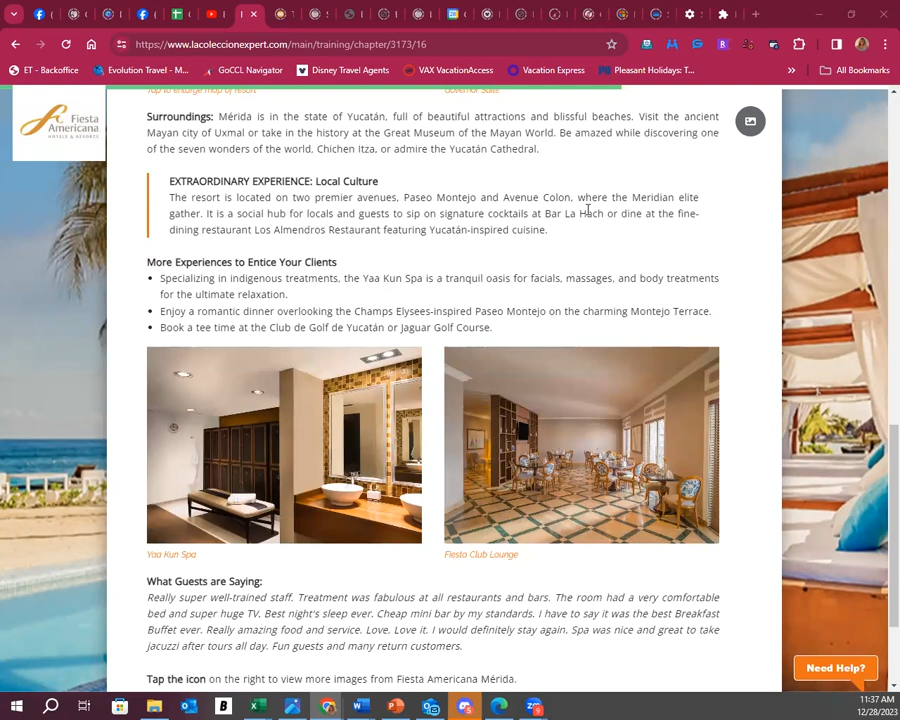 https://www.lacoleccionexpert.com/main/training/chapter/3173/16
ET - Backoffice
Evolution Travel - M...
GoCCL Navigator
Disney Travel Agents
VAX VacationAccess
Vacation Express
Pleasant Holidays: T...
»
All Bookmarks
Fiesta
Americana
HOTELS & RESORTS
Tap to enlarge map of resort
Governor Suite
Surroundings: Mérida is in the state of Yucatán, full of beautiful attractions and blissful beaches. Visit the ancient
Mayan city of Uxmal or take in the history at the Great Museum of the Mayan World. Be amazed while discovering one
of the seven wonders of the world, Chichen Itza, or admire the Yucatán Cathedral.
EXTRAORDINARY EXPERIENCE: Local Culture
The resort is located on two premier avenues, Paseo Montejo and Avenue Colon, where the Meridian elite
gather. It is a social hub for locals and guests to sip on signature cocktails at Bar La Hach or dine at the fine-
dining restaurant Los Almendros Restaurant featuring Yucatán-inspired cuisine.
More Experiences to Entice Your Clients
• Specializing in indigenous treatments, the Yaa Kun Spa is a tranquil oasis for facials, massages, and body treatments
for the ultimate relaxation.
• Enjoy a romantic dinner overlooking the Champs Elysees-inspired Paseo Montejo on the charming Montejo Terrace.
• Book a tee time at the Club de Golf de Yucatán or Jaguar Golf Course.
Yaa Kun Spa
Fiesta Club Lounge
What Guests are Saying:
Really super well-trained staff. Treatment was fabulous at all restaurants and bars. The room had a very comfortable
bed and super huge TV. Best night's sleep ever. Cheap mini bar by my standards. I have to say it was the best Breakfast
Buffet ever. Really amazing food and service. Love. Love it. I would definitely stay again. Spa was nice and great to take
jacuzzi after tours all day. Fun guests and many return customers.
Tap the icon on the right to view more images from Fiesta Americana Mérida.
Need Help?
11:37 AM
12/28/2023